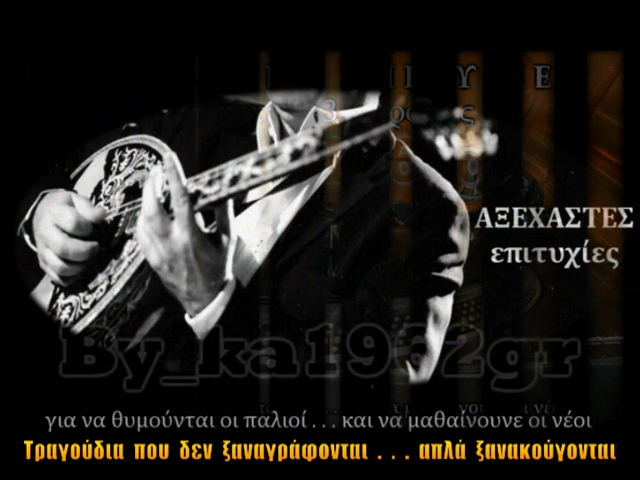 ΑΞΕΧΑΣΤΕΣ
επιτυχίες
By_ka1962gr
για να θυμούνται οι παλιοί . . . και να μαθαίνουνε οι νέοι
Τραγούδια που δεν ξαναγράφονται . . . απλά ξανακούγονται